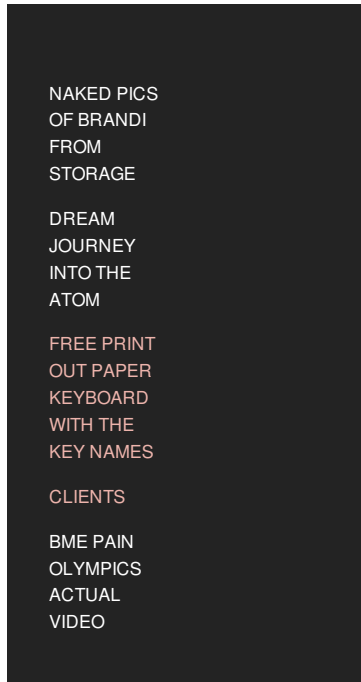 NAKED PICS
OF BRANDI
FROM
STORAGE
DREAM
JOURNEY
INTO THE
ATOM
FREE PRINT
OUT PAPER
KEYBOARD
WITH THE
KEY NAMES
CLIENTS
BME PAIN
OLYMPICS
ACTUAL
VIDEO